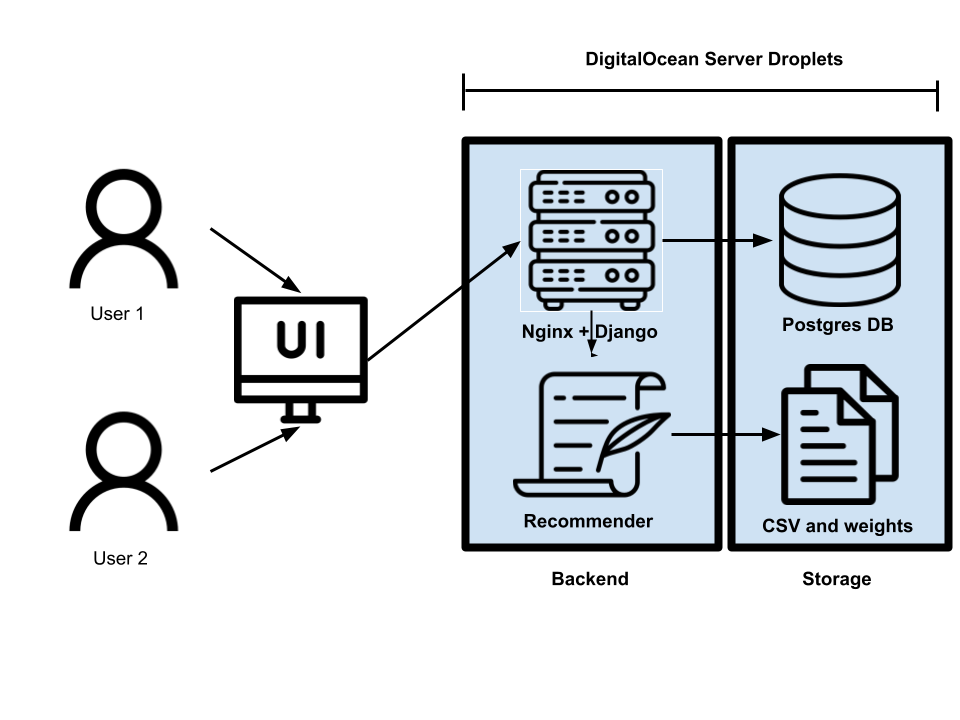 DigitalOcean Server Droplets
User 1
UI
User 2
Nginx + Django
Postgres DB
Recommender
CSV and weights
Backend
Storage